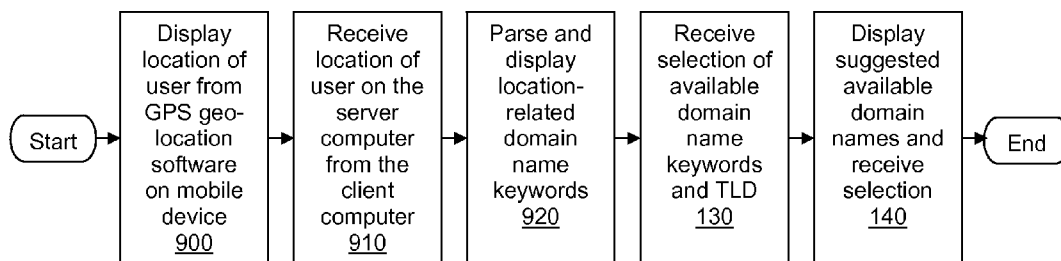 Start
Display
location of
user from
GPS geo-
location
software
on mobile
device
900
Receive
location of
user on the
server
computer
from the
client
computer
910
Parse and
display
location-
related
domain
name
keywords
920
Receive
selection of
available
domain
name
keywords
and TLD
130
Display
suggested
available
domain
names and
receive
selection
140
End